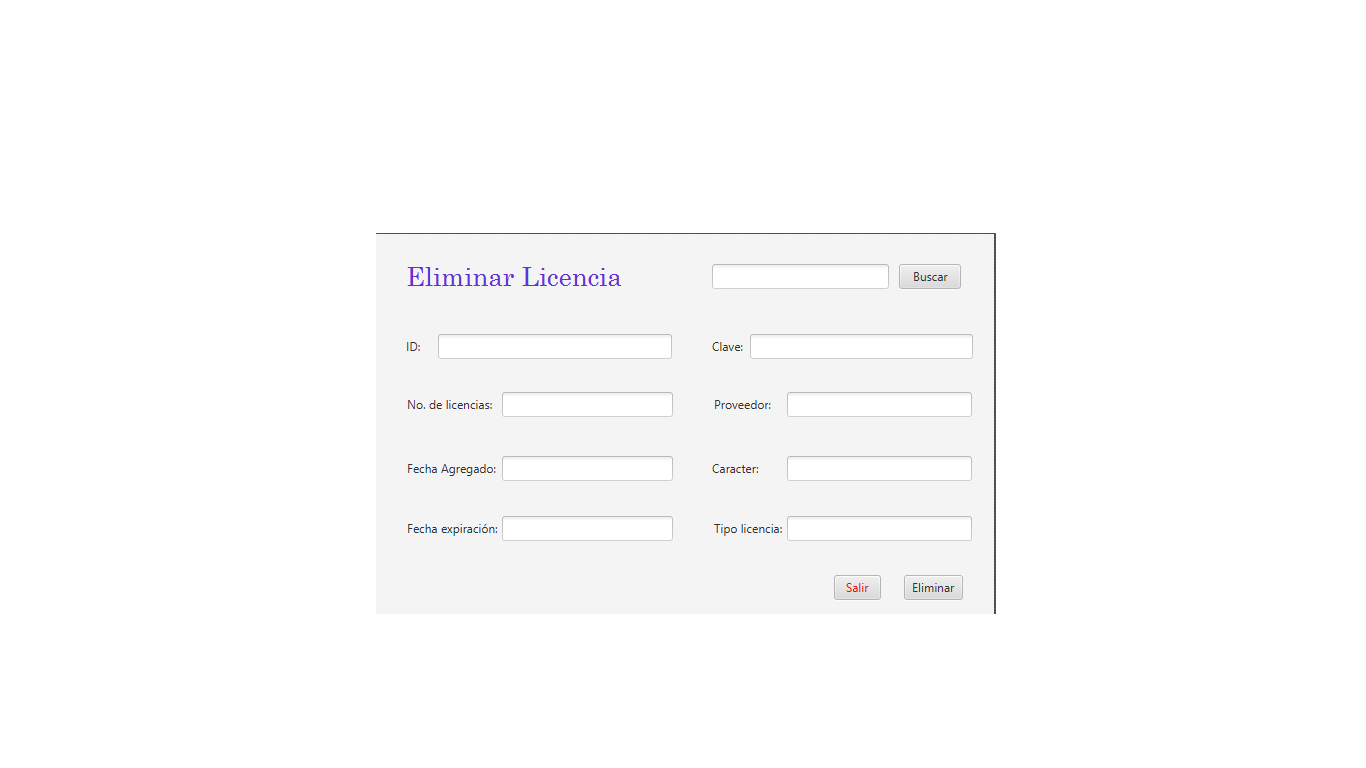 Eliminar Licencia
Buscar
ID:
Clave:
No. de licencias:
Proveedor:
Fecha Agregado:
Caracter:
Fecha expiración:
Tipo licencia:
Salir
Eliminar